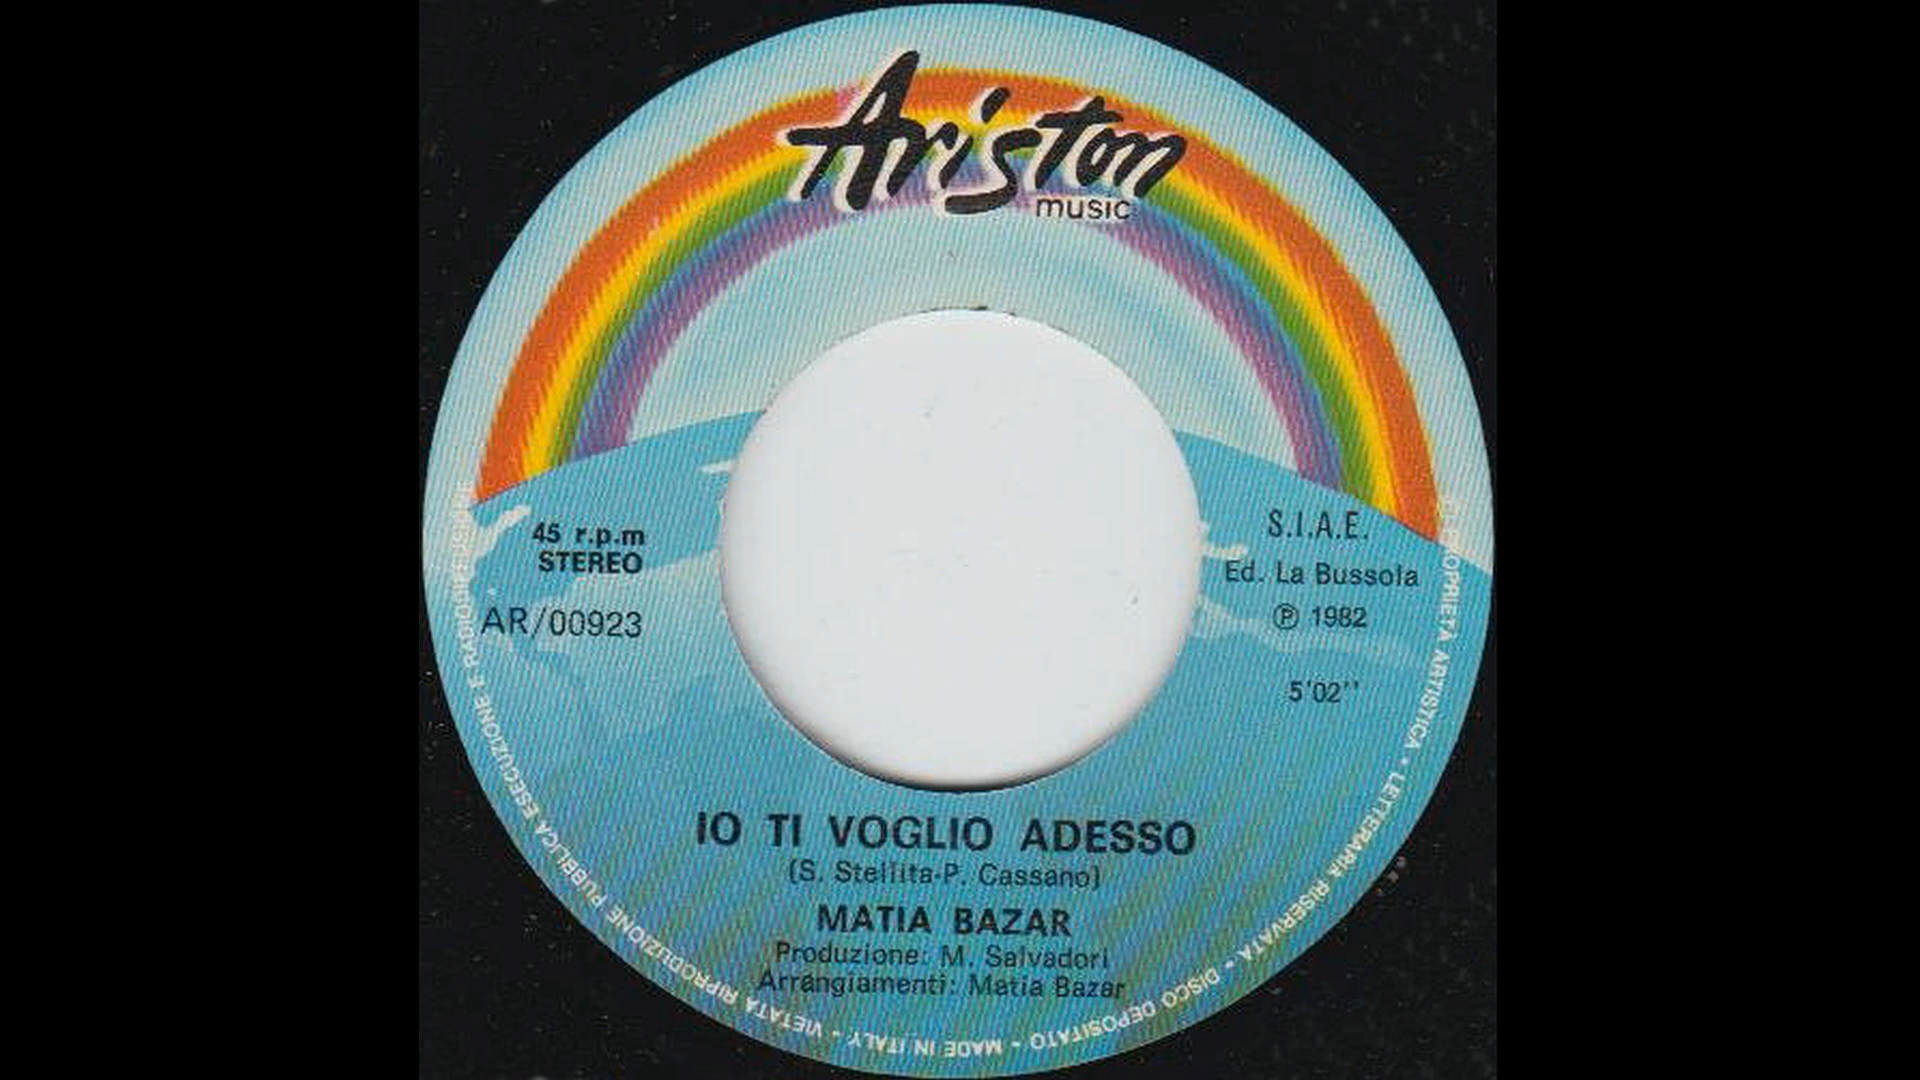 Ariston
music
45 r.p.m
STEREO
AR/00923
S.I.A.E.
Ed. La Bussola
℗ 1982
5'02''
IO TI VOGLIO ADESSO
(S. Stellita-P. Cassano)
MATIA BAZAR
Produzione: M. Salvadori
Arrangiamenti: Matia Bazar
PROPRIETÀ ARTISTICA • LETTERARIA RISERVATA • DISCO DEPOSITATO • MADE IN ITALY • VIETATA RIPRODUZIONE PUBBLICA ESECUZIONE E RADIODIFFUSIONE